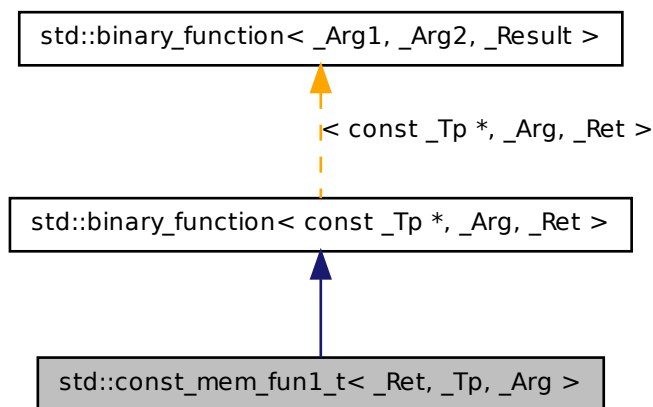 std::binary_function< _Arg1, _Arg2, _Result >
< const _Tp *, _Arg, _Ret >
std::binary_function< const _Tp *, _Arg, _Ret >
std::const_mem_fun1_t< _Ret, _Tp, _Arg >